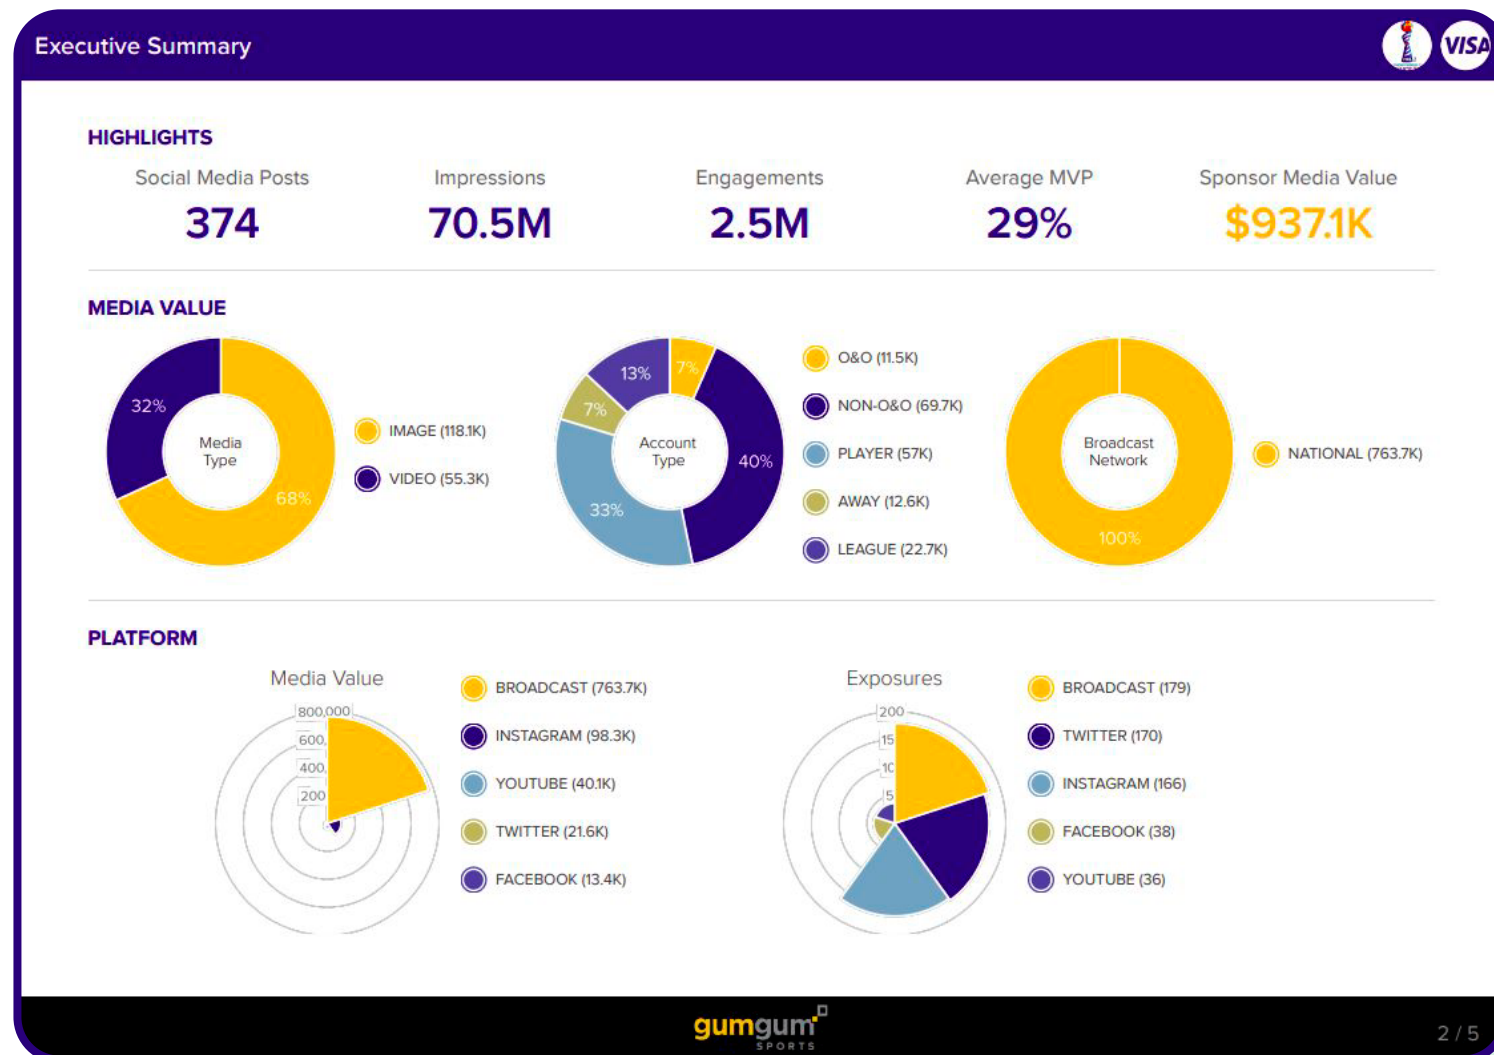 Executive Summary
VISA
HIGHLIGHTS
Social Media Posts
374
Impressions
70.5M
Engagements
2.5M
Average MVP
29%
Sponsor Media Value
$937.1K
MEDIA VALUE
32%
68%
Media
Type
IMAGE (118.1K)
VIDEO (55.3K)
13%
7%
7%
40%
33%
Account
Type
O&O (11.5K)
NON-O&O (69.7K)
PLAYER (57K)
AWAY (12.6K)
LEAGUE (22.7K)
Broadcast
Network
100%
NATIONAL (763.7K)
PLATFORM
Media Value
800,000
600,
400,
200
BROADCAST (763.7K)
INSTAGRAM (98.3K)
YOUTUBE (40.1K)
TWITTER (21.6K)
FACEBOOK (13.4K)
Exposures
200
15
10
5
BROADCAST (179)
TWITTER (170)
INSTAGRAM (166)
FACEBOOK (38)
YOUTUBE (36)
gumgum
SPORTS
2 / 5